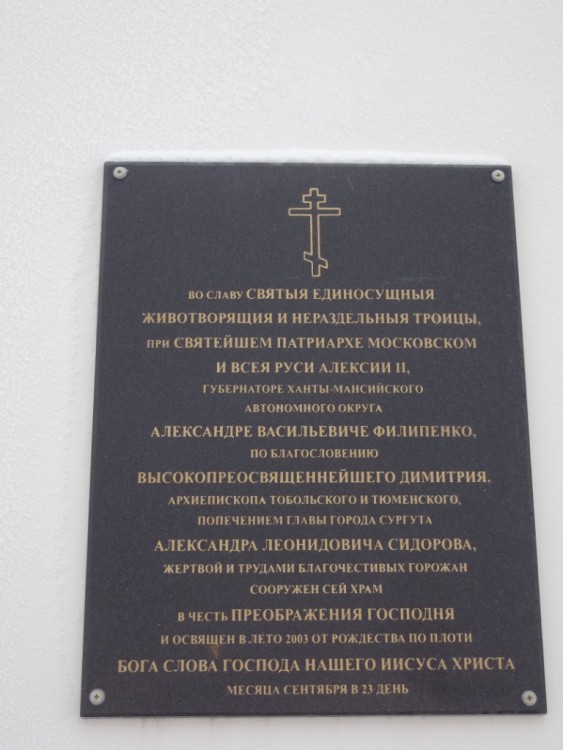 ВО СЛАВУ СВЯТЫЯ ЕДИНОСУЩНЫЯ
ЖИВОТВОРЯЩИЯ И НЕРАЗДЕЛЬНЫЯ ТРОИЦЫ,
ПРИ СВЯТЕЙШЕМ ПАТРИАРХЕ МОСКОВСКОМ
И ВСЕЯ РУСИ АЛЕКСИИ II,
ГУБЕРНАТОРЕ ХАНТЫ-МАНСИЙСКОГО
АВТОНОМНОГО ОКРУГА
АЛЕКСАНДРЕ ВАСИЛЬЕВИЧЕ ФИЛИПЕНКО,
ПО БЛАГОСЛОВЕНИЮ
ВЫСОКОПРЕОСВЯЩЕННЕЙШЕГО ДИМИТРИЯ,
АРХИЕПИСКОПА ТОБОЛЬСКОГО И ТЮМЕНСКОГО,
ПОПЕЧЕНИЕМ ГЛАВЫ ГОРОДА СУРГУТА
АЛЕКСАНДРА ЛЕОНИДОВИЧА СИДОРОВА,
ЖЕРТВОЙ И ТРУДАМИ БЛАГОЧЕСТИВЫХ ГОРОЖАН
СООРУЖЕН СЕЙ ХРАМ
В ЧЕСТЬ ПРЕОБРАЖЕНИЯ ГОСПОДНЯ
И ОСВЯЩЕН В ЛЕТО 2003 ОТ РОЖДЕСТВА ПО ПЛОТИ
БОГА СЛОВА ГОСПОДА НАШЕГО ИИСУСА ХРИСТА
МЕСЯЦА СЕНТЯБРЯ В 23 ДЕНЬ